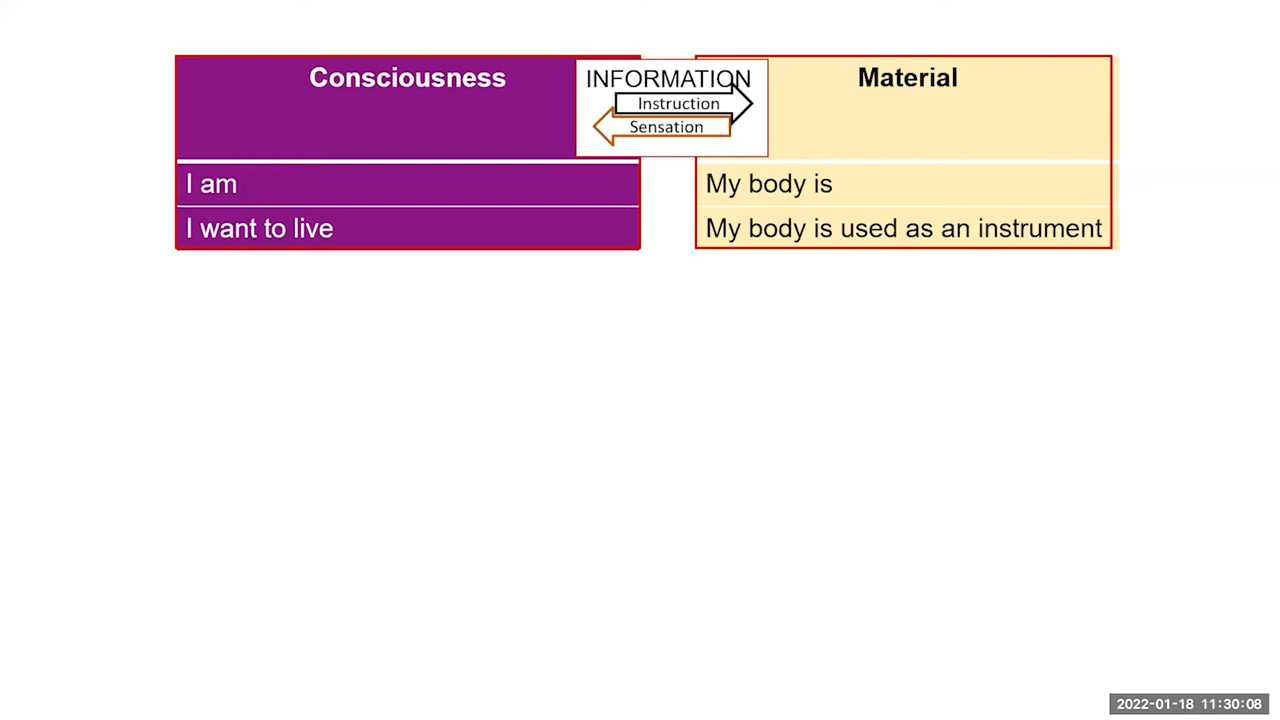 Consciousness
INFORMATION
Instruction
Sensation
Material
I am
My body is
I want to live
My body is used as an instrument
2022-01-18 11:30:08